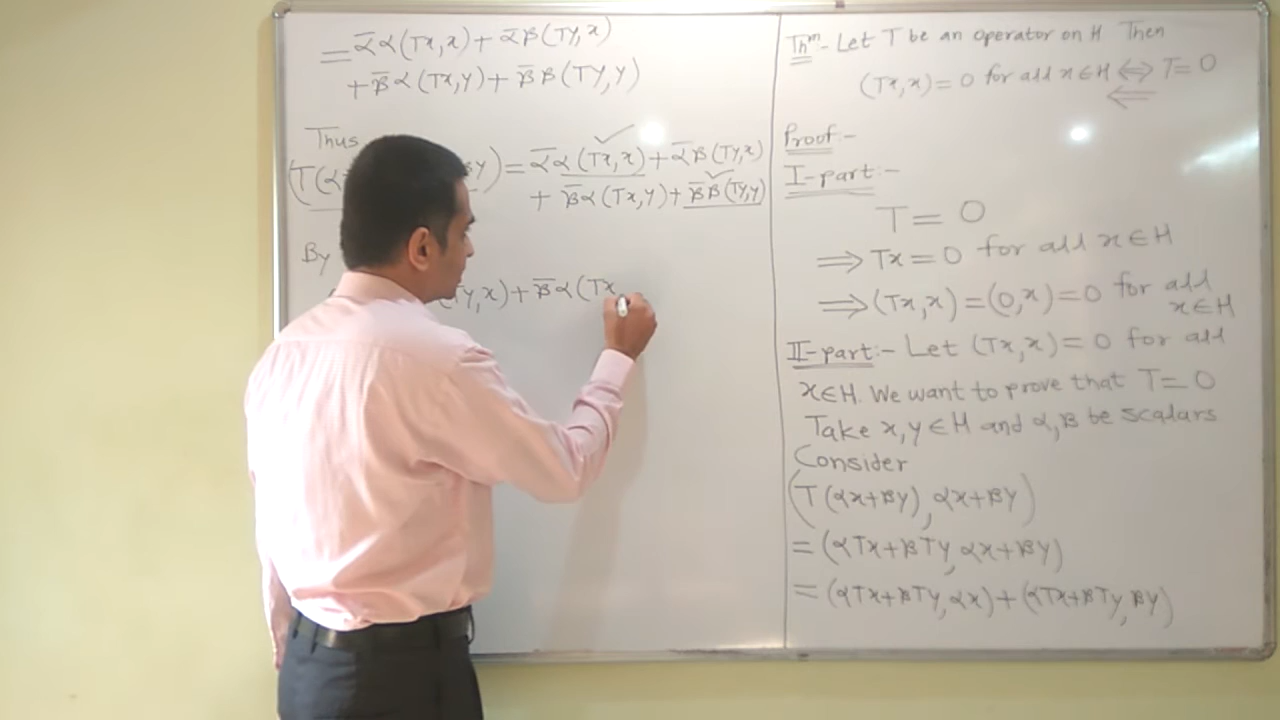 = ᾱα(Tx,x) + ᾱβ(Ty,x)
+ β̄α(Tx,y) + β̄β(Ty,y)
Thus
(T(α βy) = ᾱα(Tx,x) + ᾱβ(Ty,x)
+ β̄α(Tx,y) + β̄β(Ty,y)
By
Ty,x) + β̄α(Tx
Thm:- Let T be an operator on H Then
(Tx,x) = 0 for all x∈H ⟺ T=0
⟸
Proof:-
I-part:-
T = 0
⟹ Tx = 0 for all x∈H
⟹ (Tx,x) = (0,x) = 0 for all
x∈H
II-part:- Let (Tx,x) = 0 for all
x∈H. We want to prove that T=0
Take x,y∈H and α,β be scalars
Consider
(T(αx+βy), αx+βy)
= (αTx+βTy, αx+βy)
= (αTx+βTy, αx) + (αTx+βTy, βy)